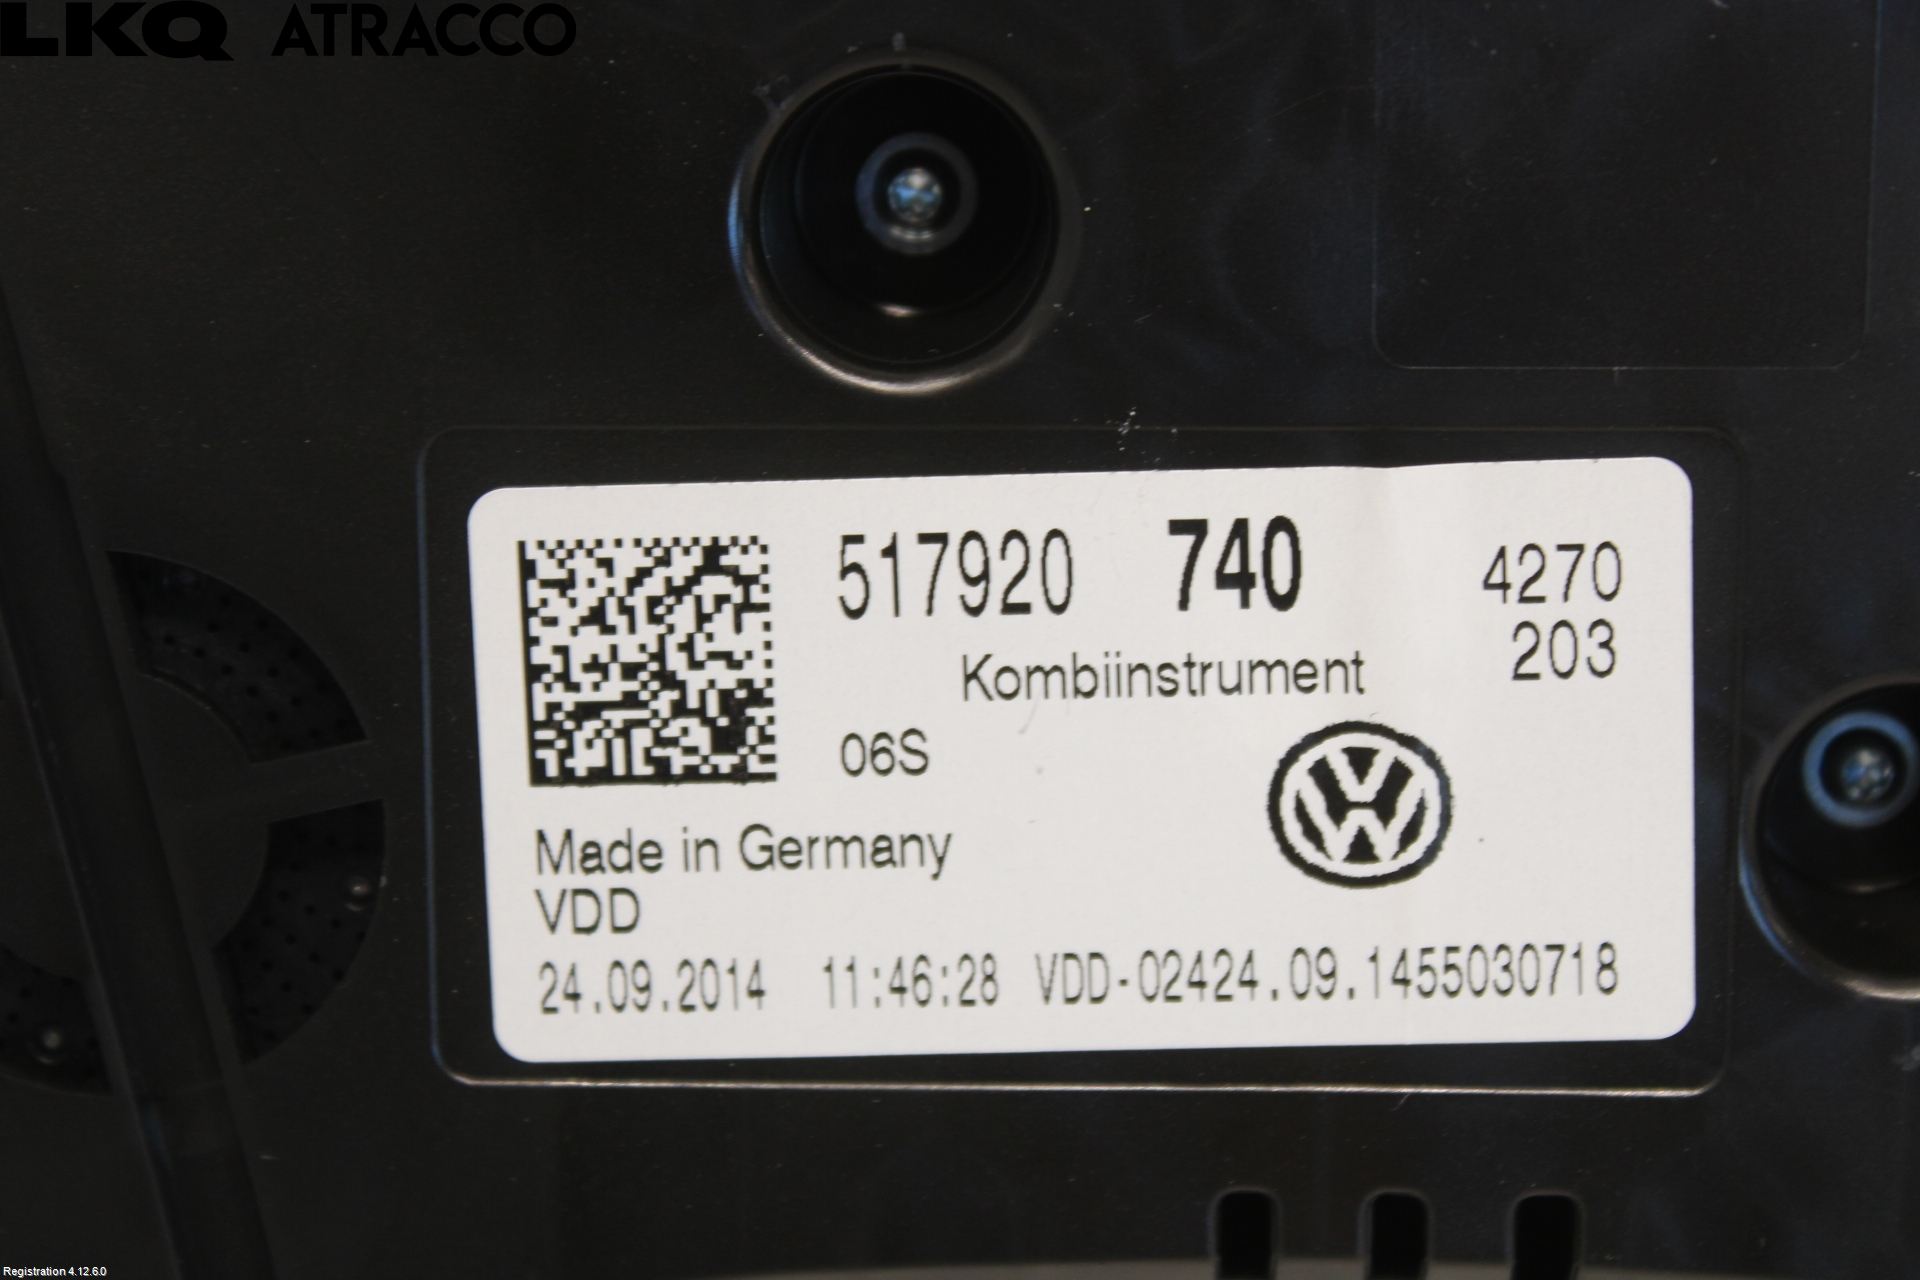 LKQ ATRACCO
517920 740 4270
203
Kombiinstrument
06S
Made in Germany
VDD
24.09.2014 11:46:28 VDD-02424.09.1455030718
Registration 4.12.6.0